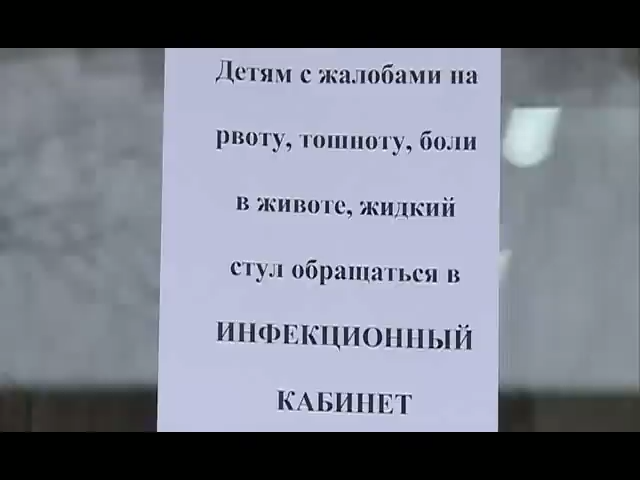 Детям с жалобами на
рвоту, тошноту, боли
в животе, жидкий
стул обращаться в
ИНФЕКЦИОННЫЙ
КАБИНЕТ